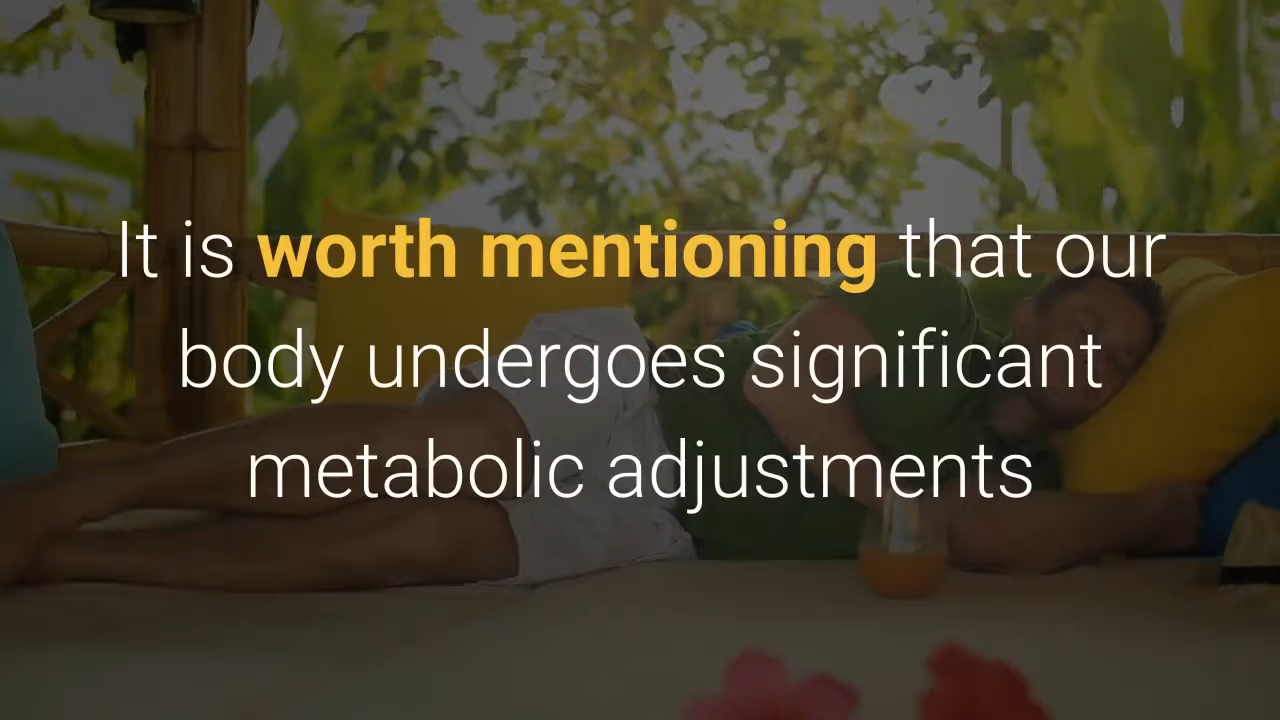 It is worth mentioning that our
body undergoes significant
metabolic adjustments